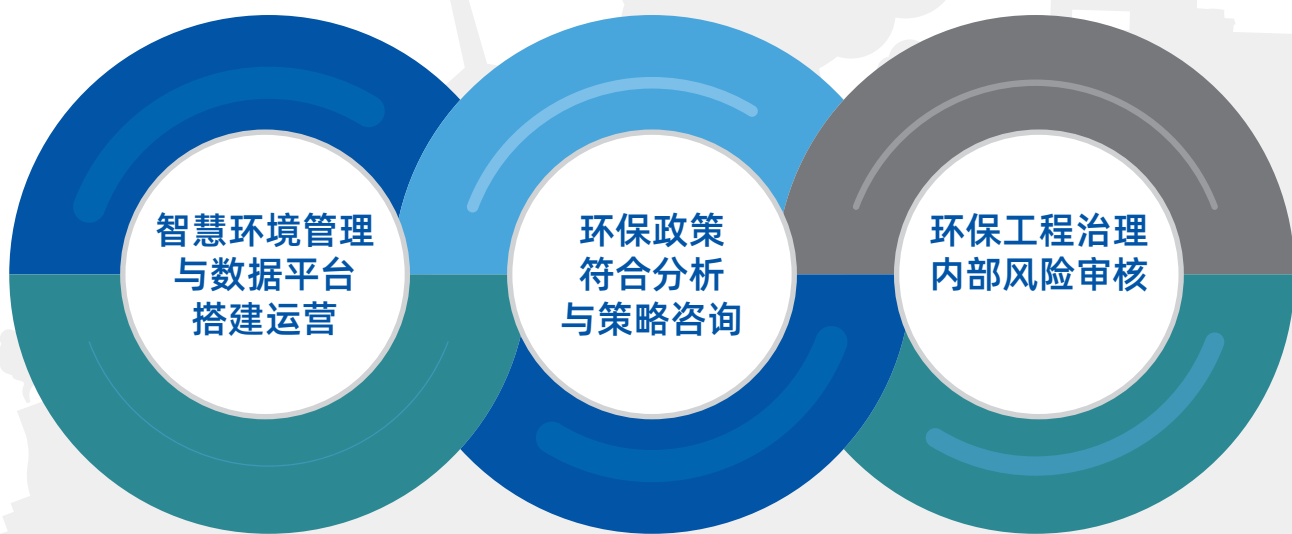 智慧环境管理
与数据平台
搭建运营
环保政策
符合分析
与策略咨询
环保工程治理
内部风险审核